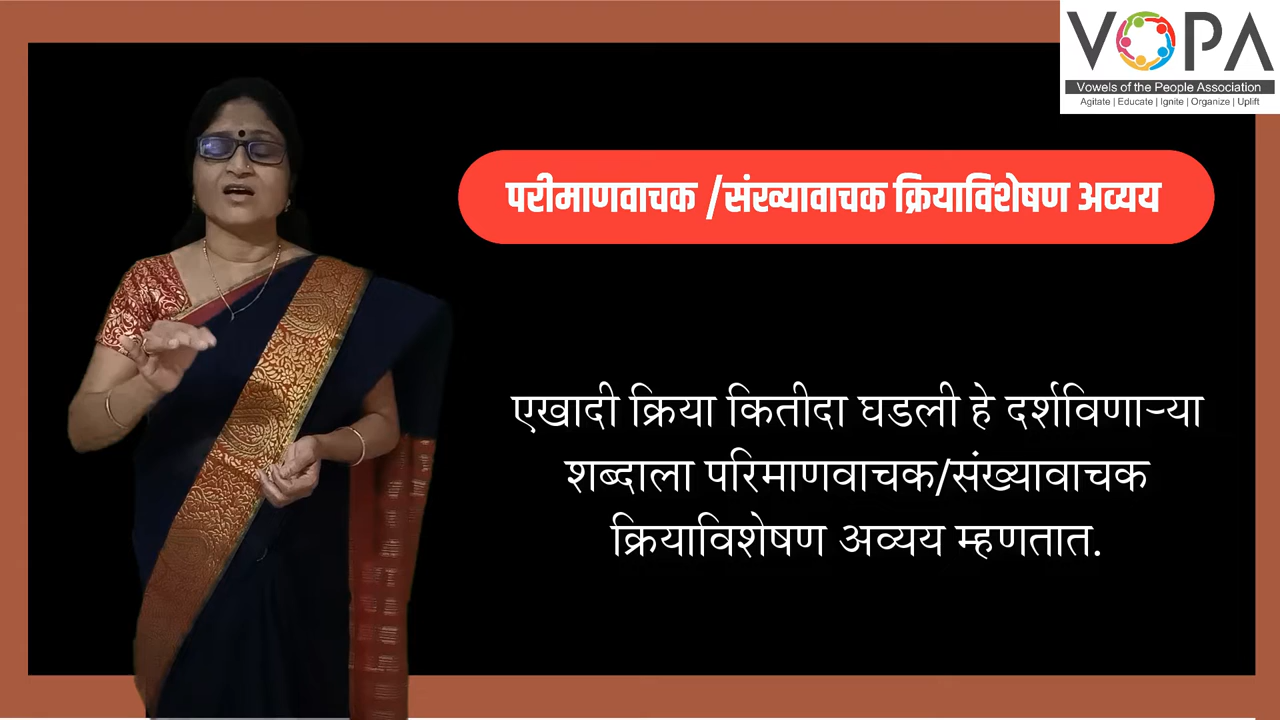 VOPA
Vowels of the People Association
Agitate | Educate | Ignite | Organize | Uplift
परीमाणवाचक /संख्यावाचक क्रियाविशेषण अव्यय
एखादी क्रिया कितीदा घडली हे दर्शविणाऱ्या
शब्दाला परिमाणवाचक/संख्यावाचक
क्रियाविशेषण अव्यय म्हणतात.